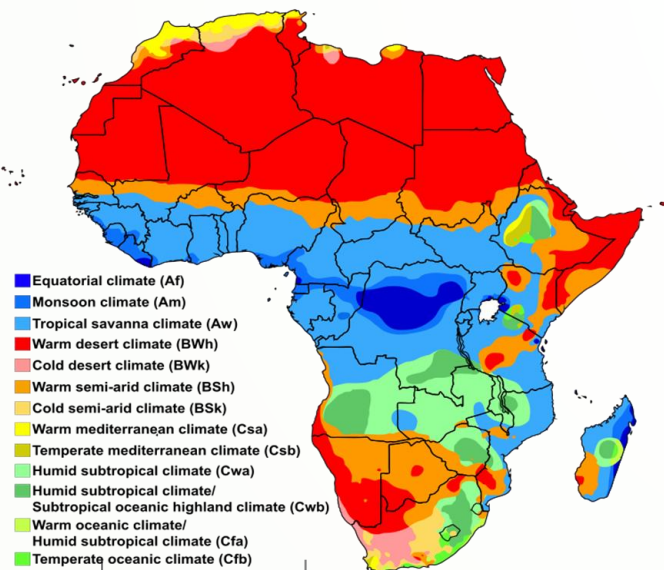 Equatorial climate (Af)
Monsoon climate (Am)
Tropical savanna climate (Aw)
Warm desert climate (BWh)
Cold desert climate (BWk)
Warm semi-arid climate (BSh)
Cold semi-arid climate (BSk)
Warm mediterranean climate (Csa)
Temperate mediterranean climate (Csb)
Humid subtropical climate (Cwa)
Humid subtropical climate/
Subtropical oceanic highland climate (Cwb)
Warm oceanic climate/
Humid subtropical climate (Cfa)
Temperate oceanic climate (Cfb)